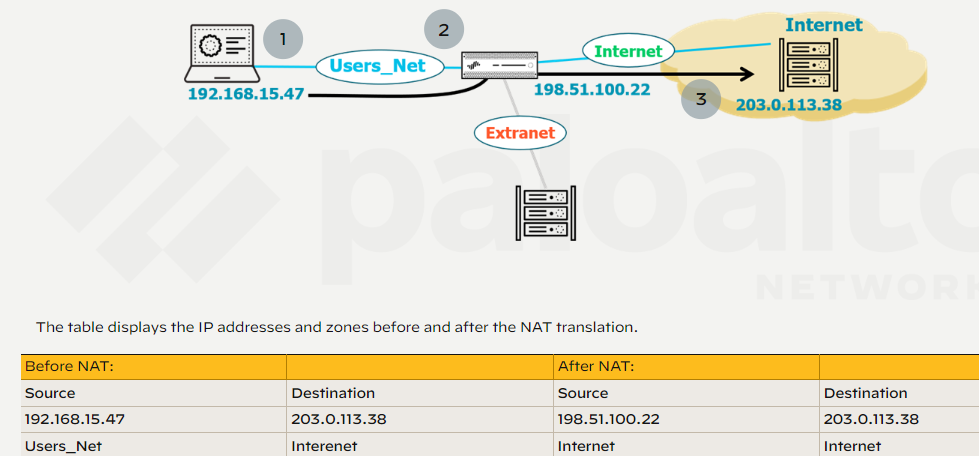 Internet
1
2
Users_Net
Internet
192.168.15.47
198.51.100.22
3
203.0.113.38
Extranet
paloalto
NETWORK
The table displays the IP addresses and zones before and after the NAT translation.
Before NAT: After NAT:
Source Destination Source Destination
192.168.15.47 203.0.113.38 198.51.100.22 203.0.113.38
Users_Net Interenet Internet Internet